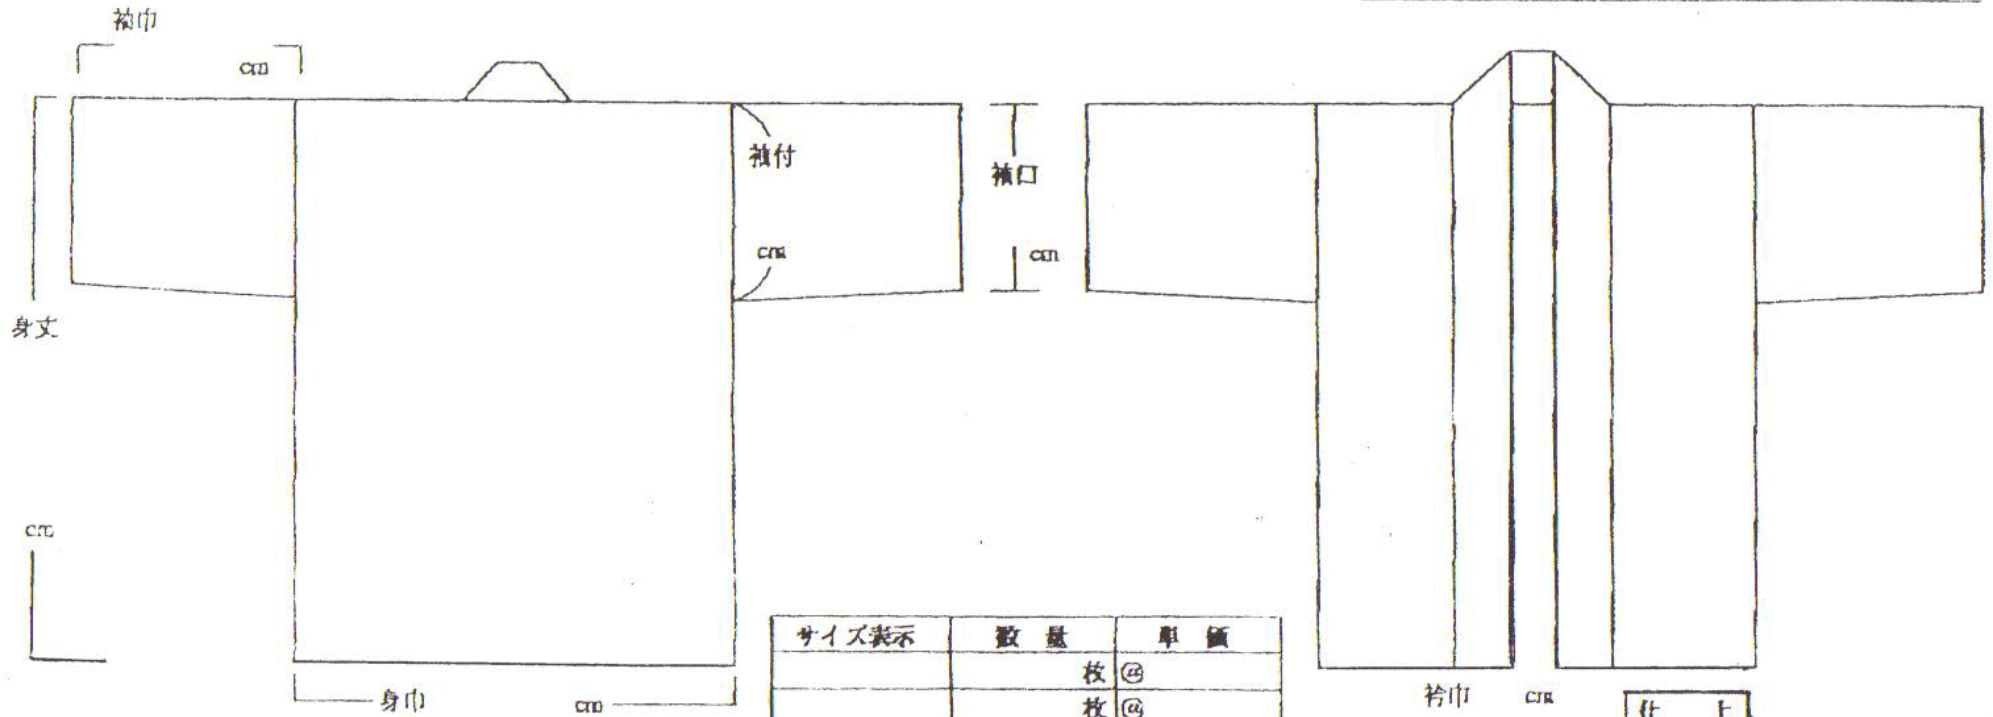 袖巾
cm
袖付
袖口
cm
cm
身丈
cm
サイズ表示 数 量 単 価
枚 @
枚 @
身巾 cm
衿巾 cm
仕 上